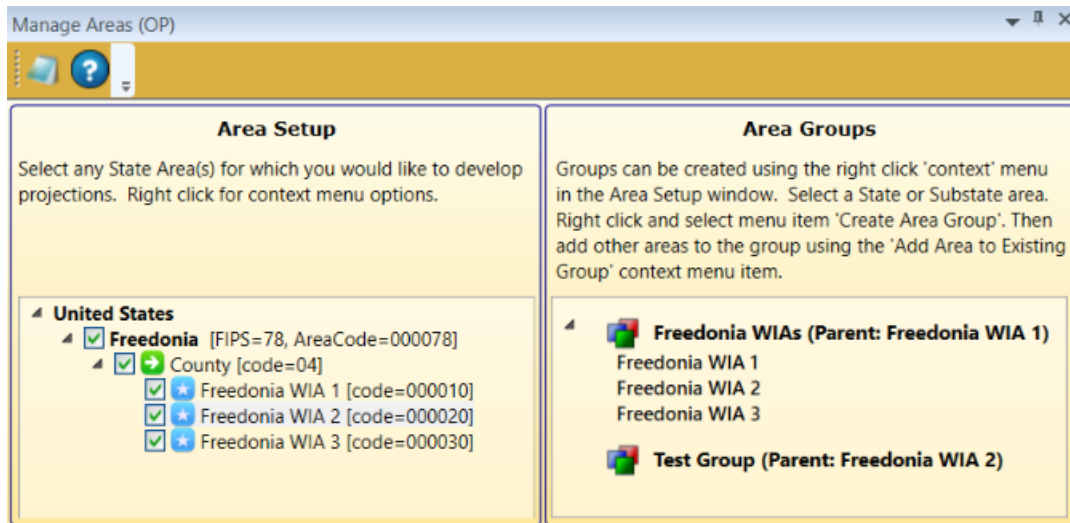 Manage Areas (OP)
Area Setup
Select any State Area(s) for which you would like to develop
projections. Right click for context menu options.
United States
Freedonia [FIPS=78, AreaCode=000078]
County [code=04]
Freedonia WIA 1 [code=000010]
Freedonia WIA 2 [code=000020]
Freedonia WIA 3 [code=000030]
Area Groups
Groups can be created using the right click 'context' menu
in the Area Setup window. Select a State or Substate area.
Right click and select menu item 'Create Area Group'. Then
add other areas to the group using the 'Add Area to Existing
Group' context menu item.
Freedonia WIAs (Parent: Freedonia WIA 1)
Freedonia WIA 1
Freedonia WIA 2
Freedonia WIA 3
Test Group (Parent: Freedonia WIA 2)